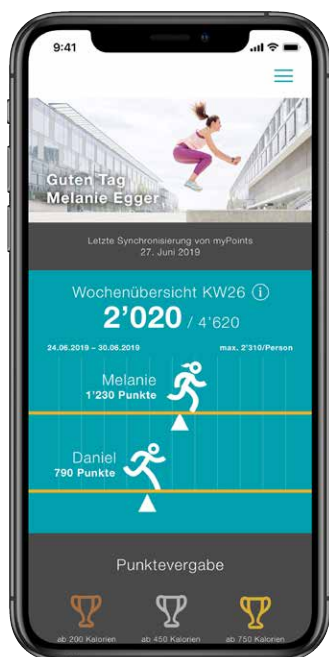 9:41
Guten Tag
Melanie Egger
Letzte Synchronisierung von myPoints
27. Juni 2019
Wochenübersicht KW26 i
2’020 / 4’620
24.06.2019 – 30.06.2019 max. 2’310/Person
Melanie
1’230 Punkte
Daniel
790 Punkte
Punktevergabe
ab 200 Kalorien ab 450 Kalorien ab 750 Kalorien